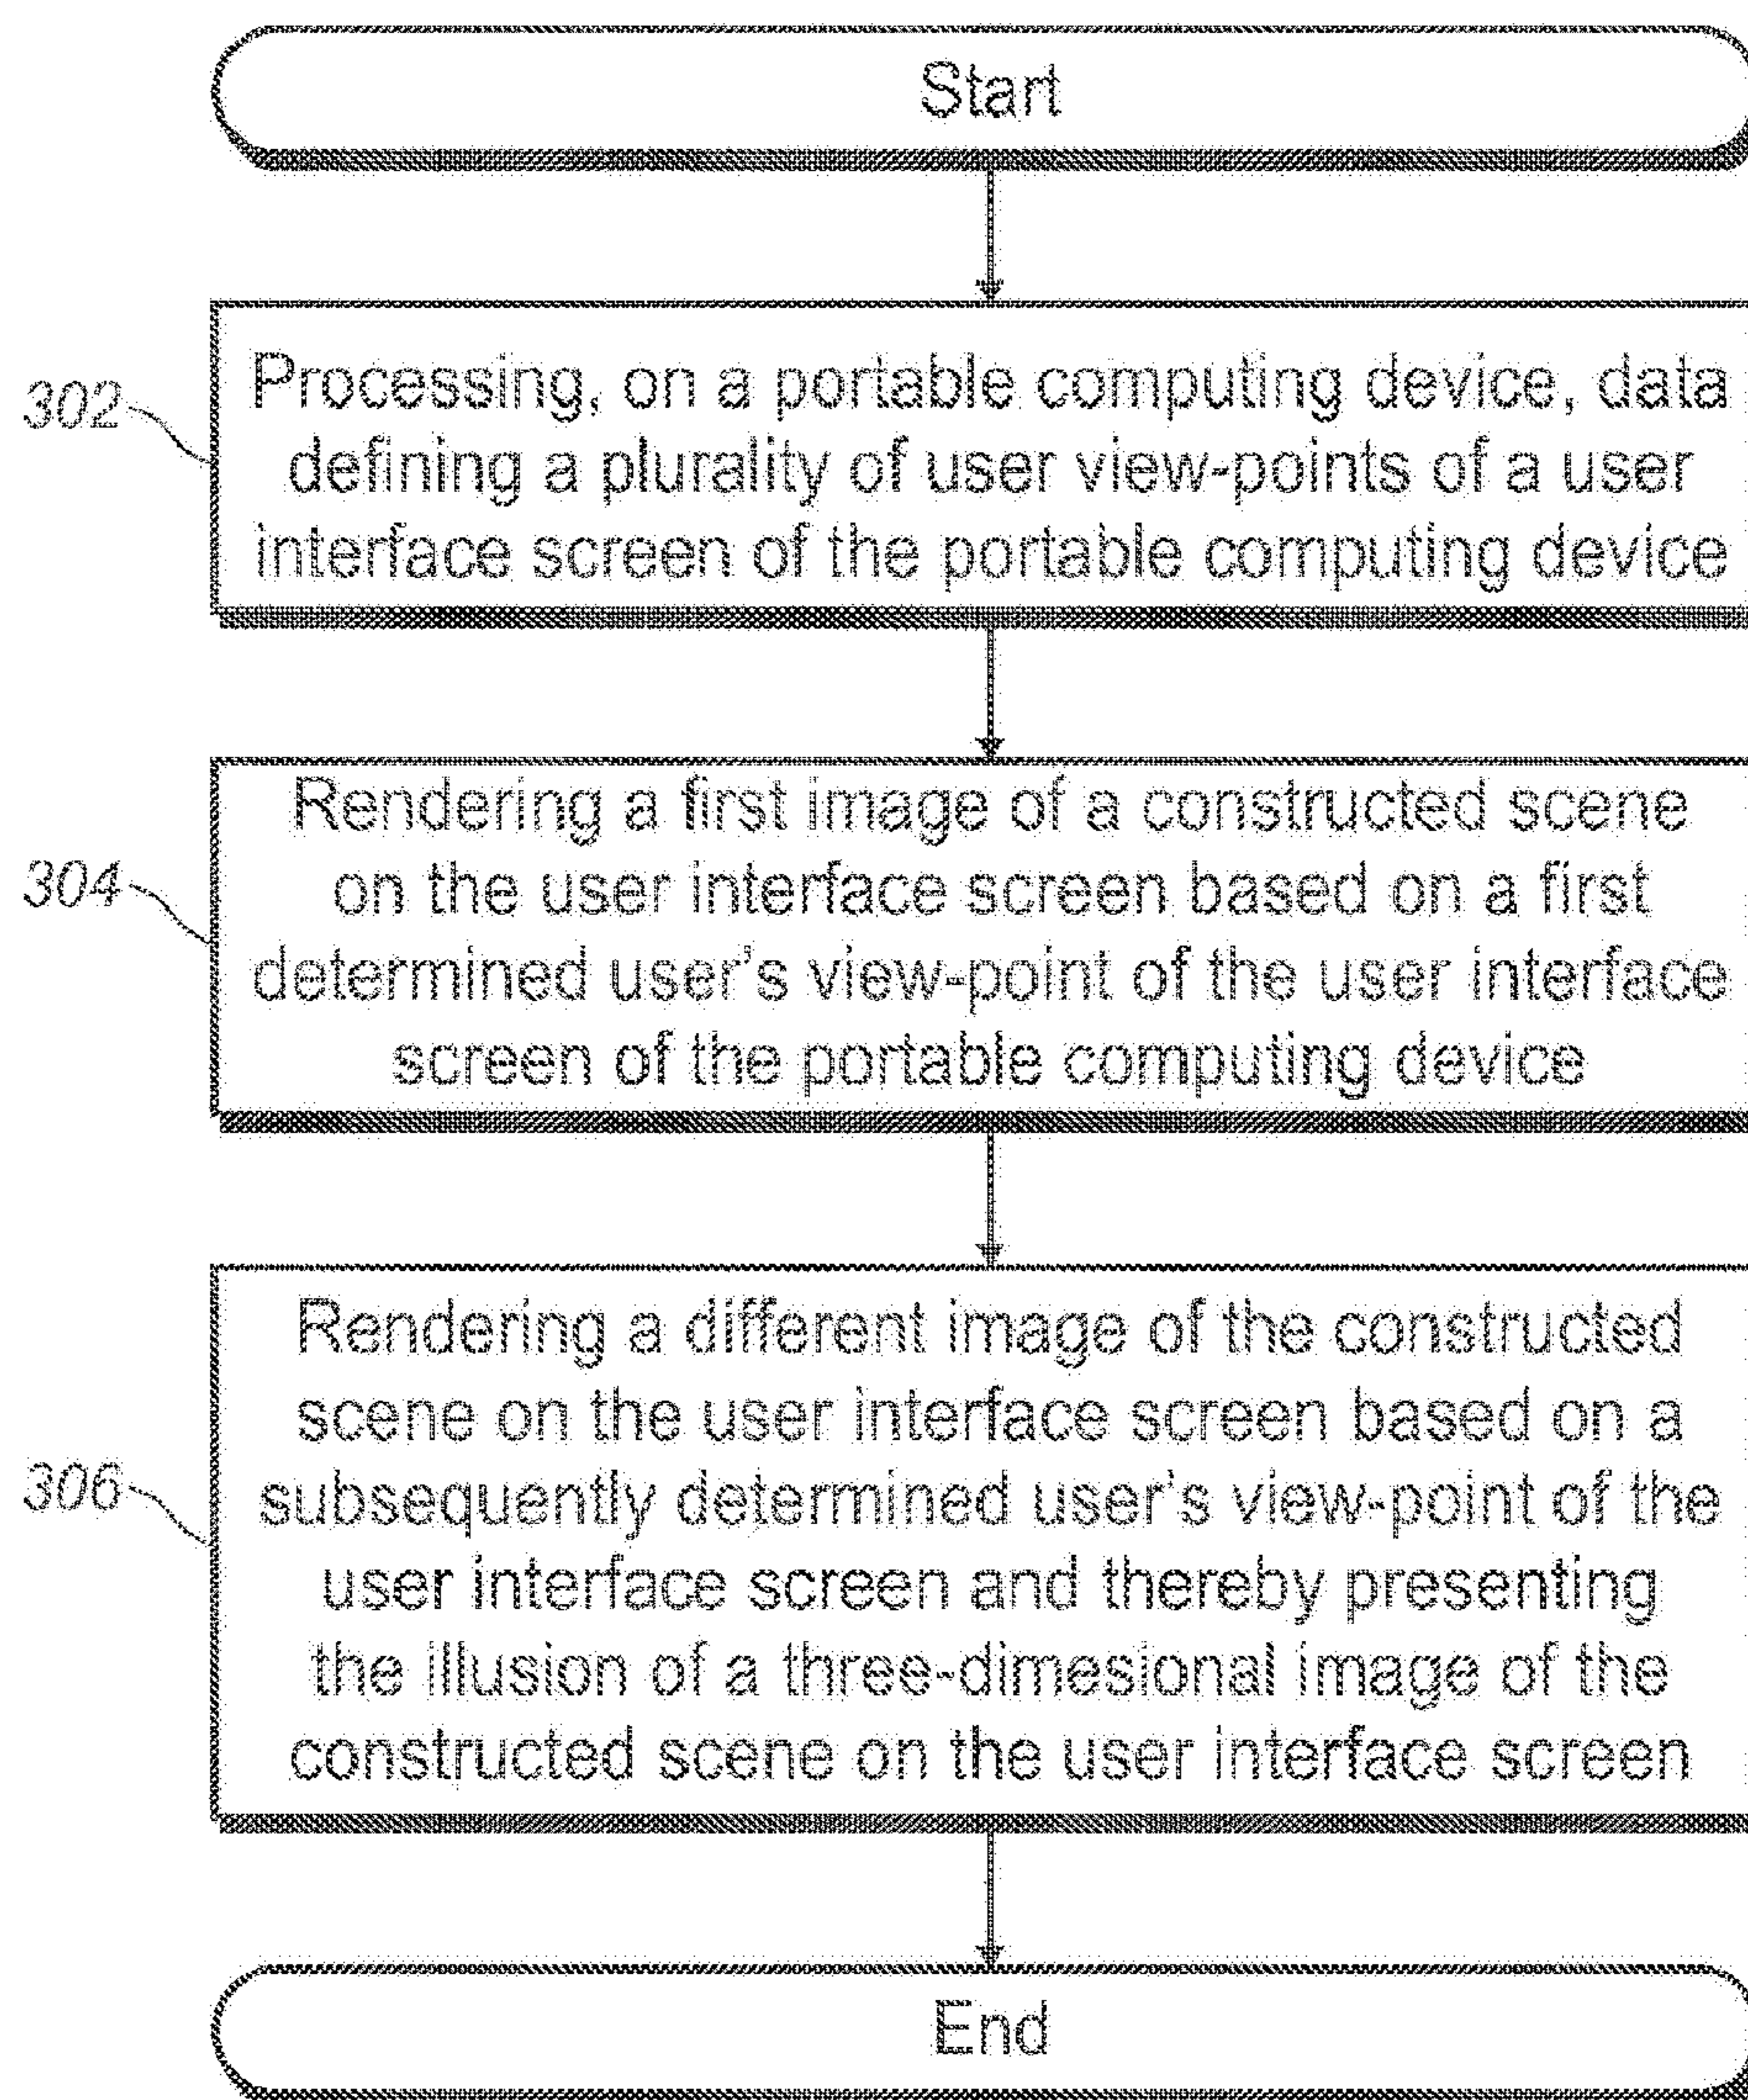 Start
302
Processing, on a portable computing device, data
defining a plurality of user view-points of a user
interface screen of the portable computing device
304
Rendering a first image of a constructed scene
on the user interface screen based on a first
determined user's view-point of the user interface
screen of the portable computing device
306
Rendering a different image of the constructed
scene on the user interface screen based on a
subsequently determined user's view-point of the
user interface screen and thereby presenting
the illusion of a three-dimesional image of the
constructed scene on the user interface screen
End